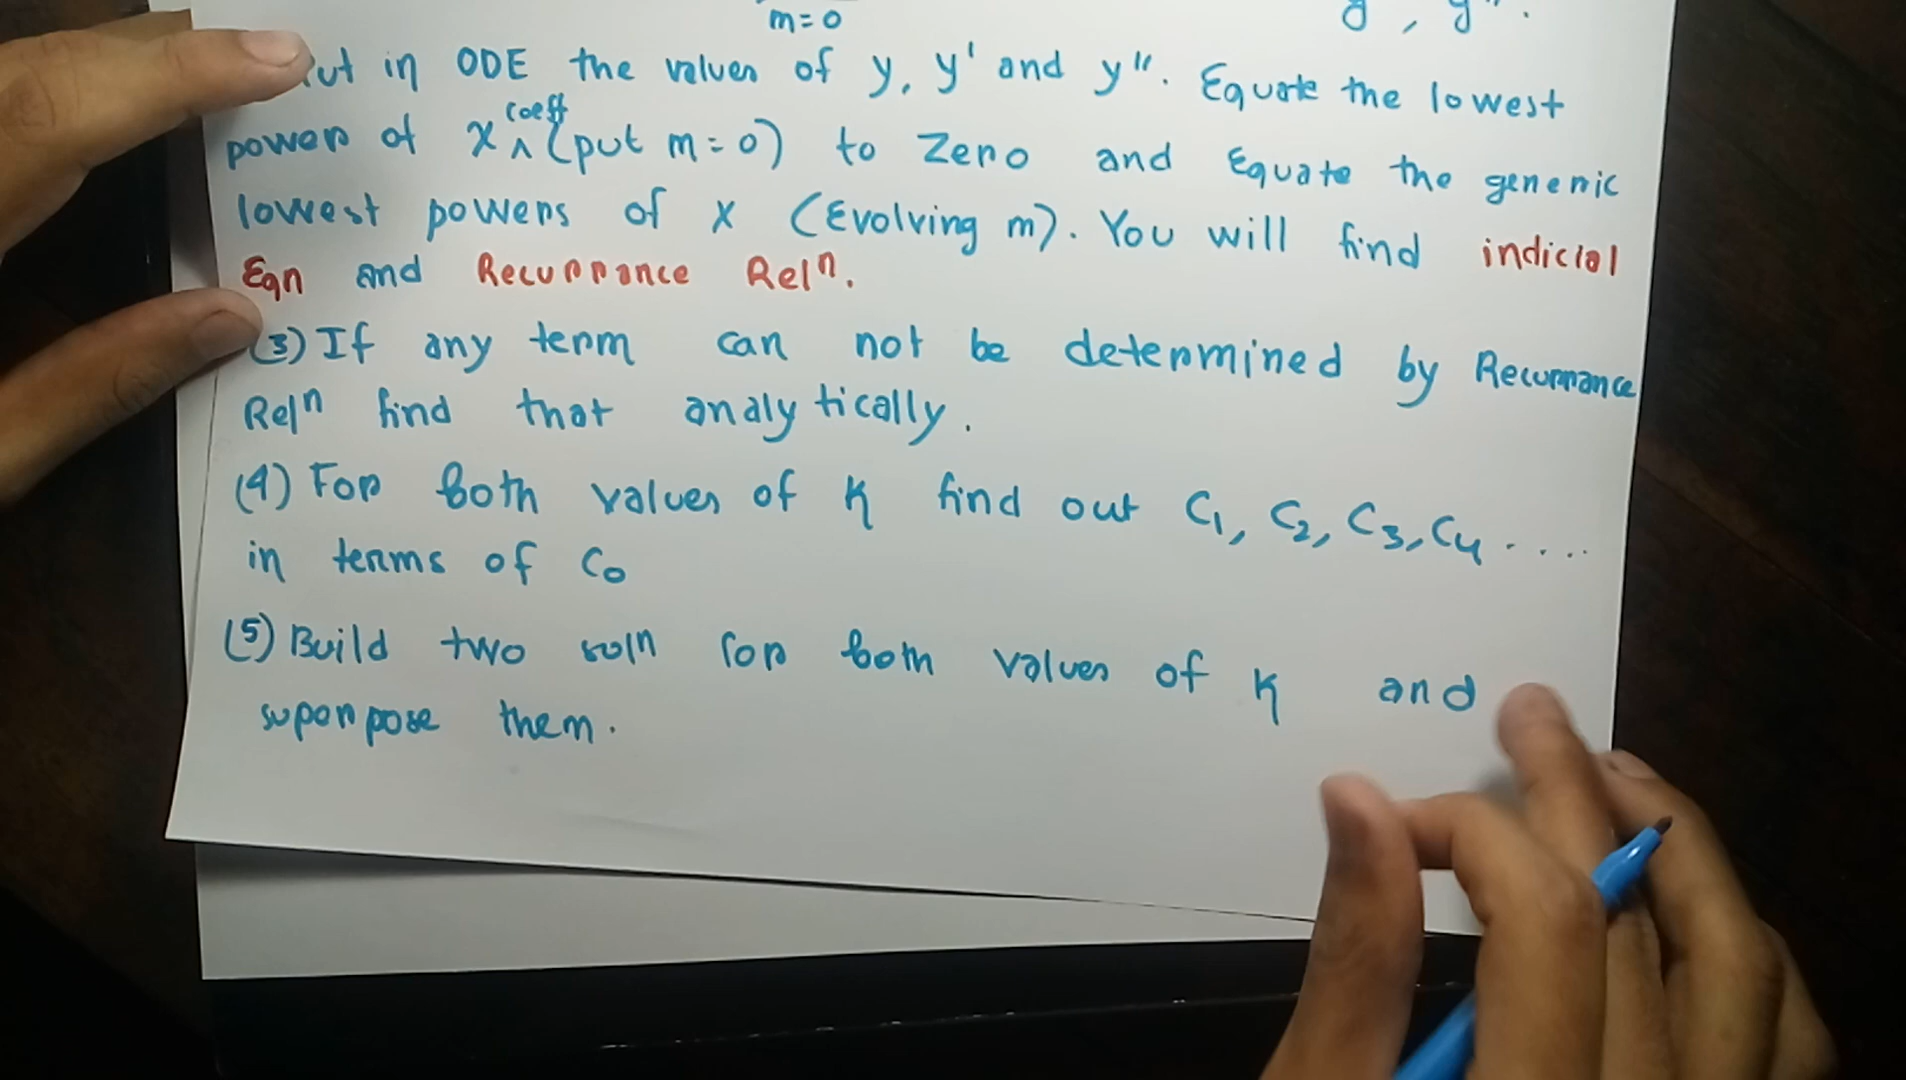 m=0 y, y".
Put in ODE the values of y, y' and y". Equate the lowest
coeff
power of x ^ (put m=0) to zero and Equate the generic
lowest powers of x (Evolving m). You will find indicial
Eqn and Recurrance Relⁿ.
(3) If any term can not be determined by Recurrance
Relⁿ find that analytically.
(4) For both values of K find out C₁, C₂, C₃, C₄ ....
in terms of C₀
(5) Build two solⁿ for both values of K and
superpose them.